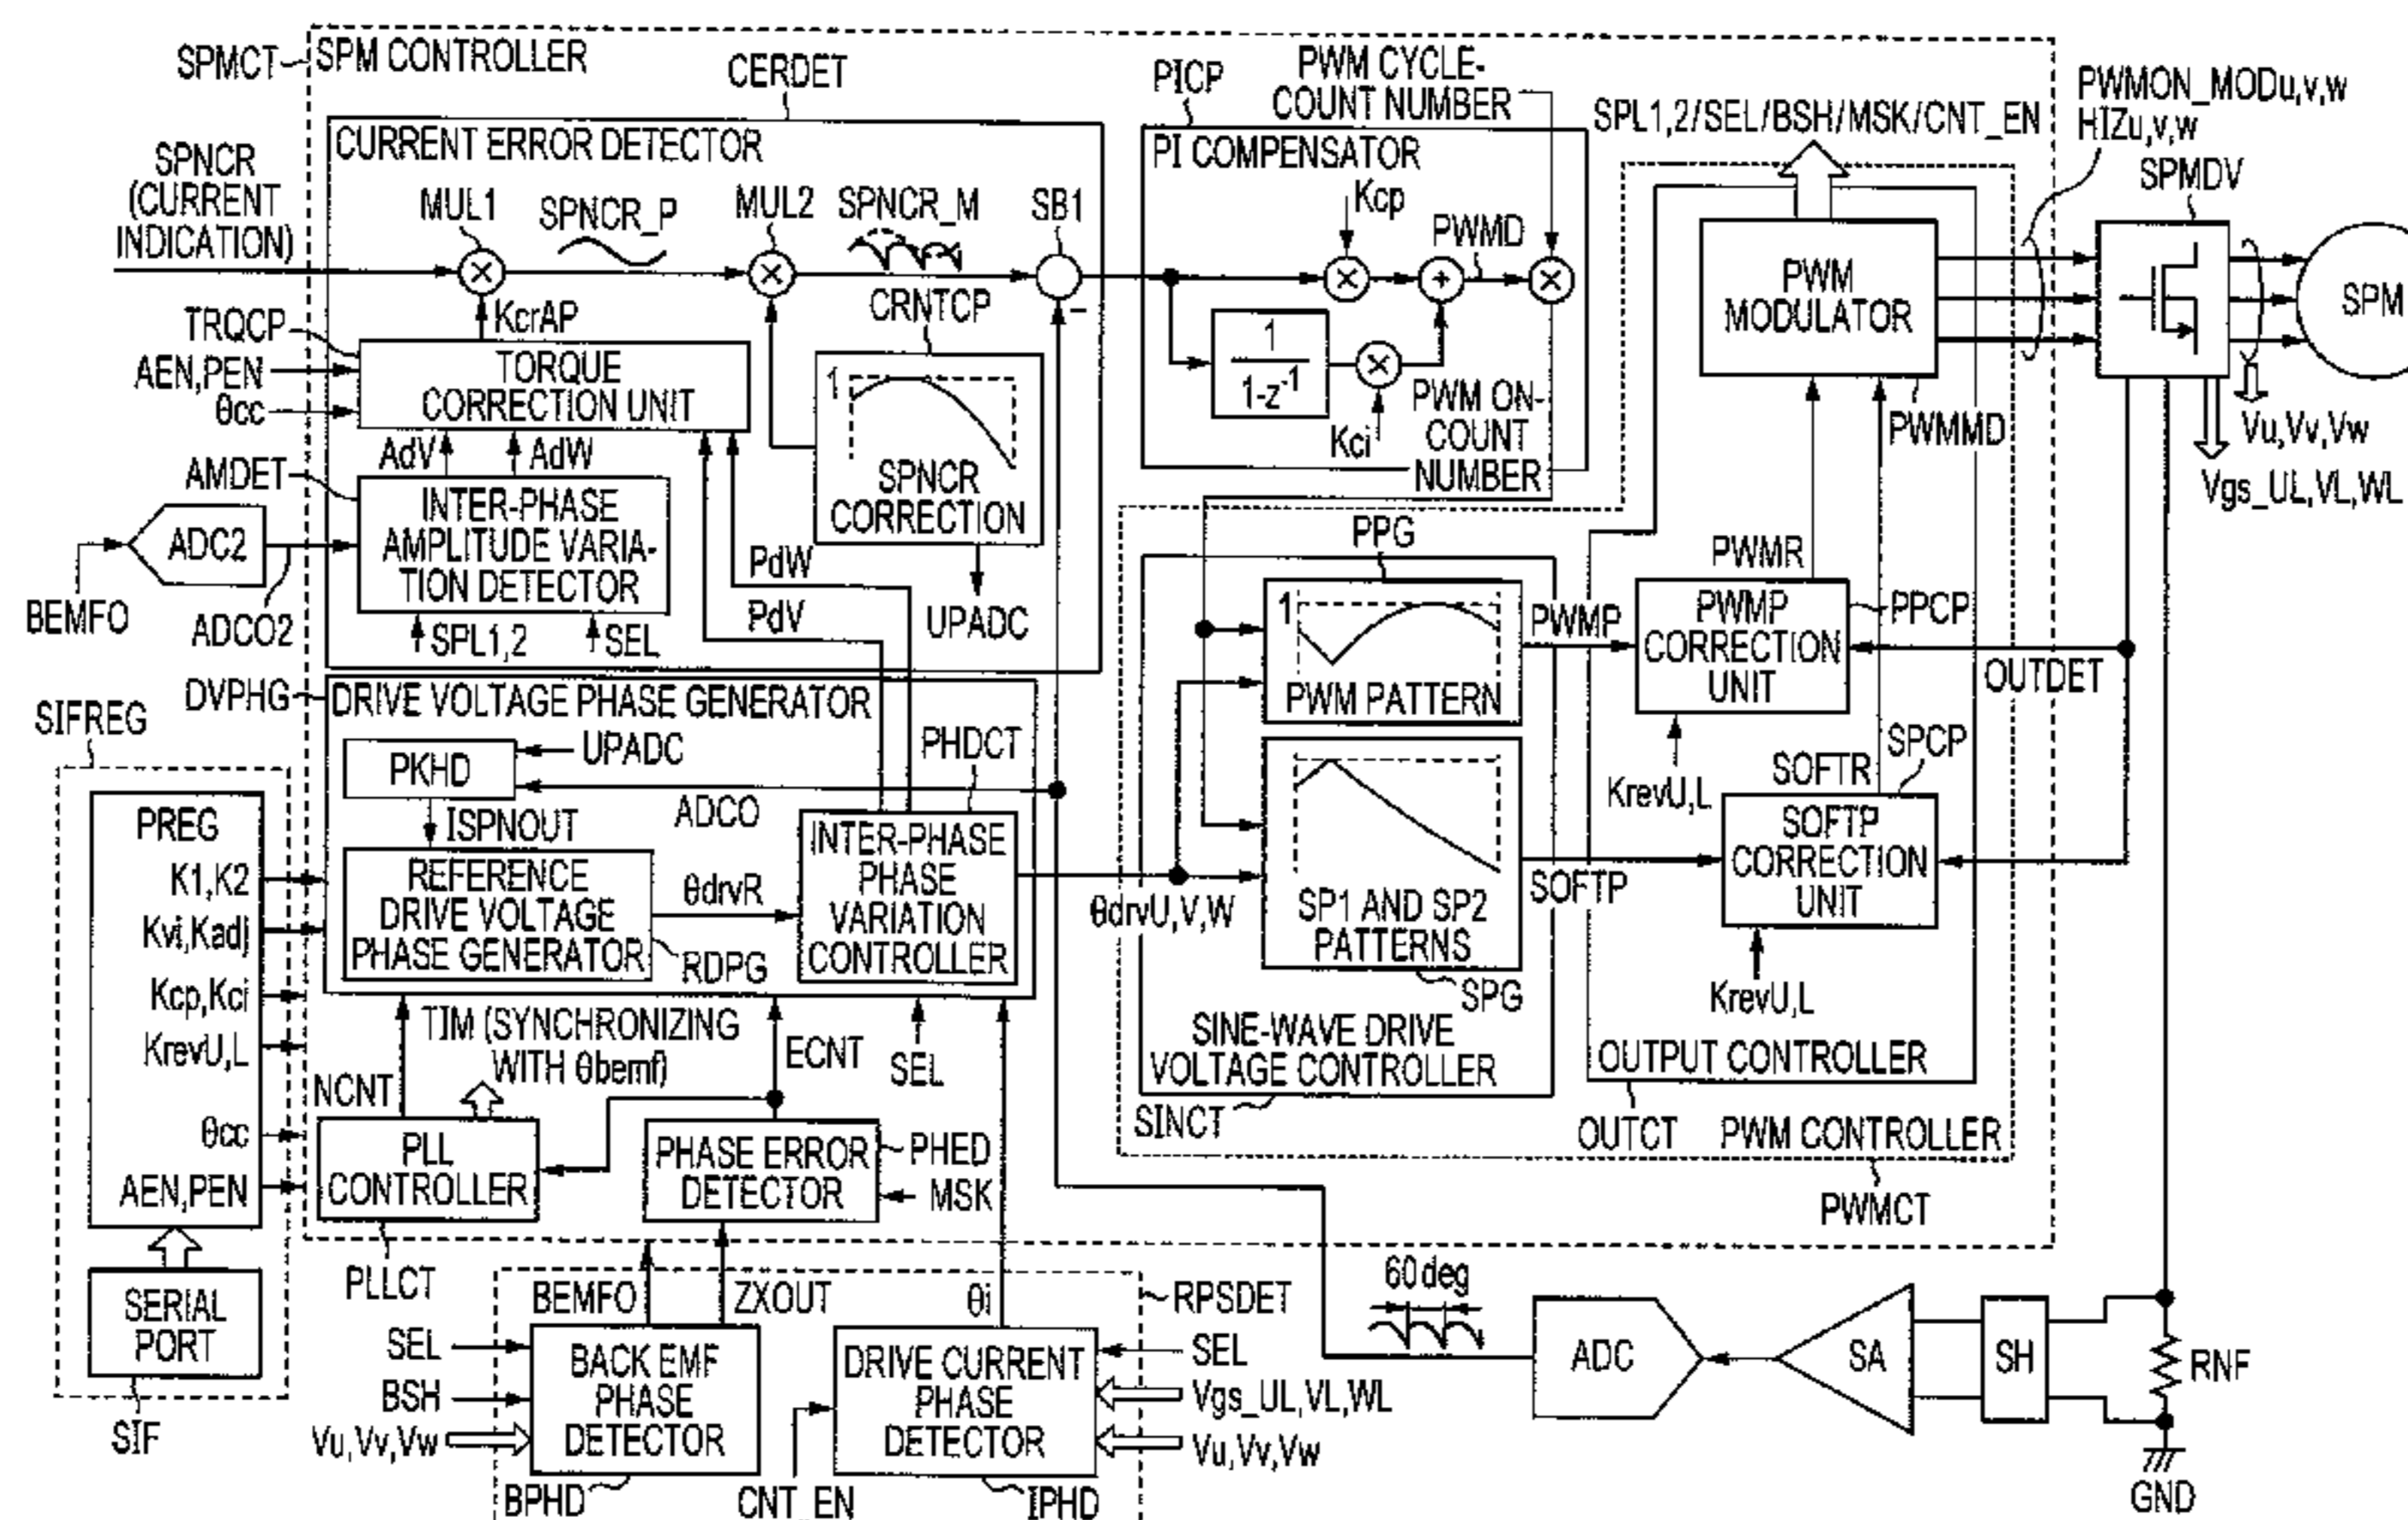 SPMCT
SPM CONTROLLER
CERDET
CURRENT ERROR DETECTOR
SPNCR
(CURRENT
INDICATION)
MUL1
SPNCR_P
MUL2
SPNCR_M
SB1
−
×
×
KcrAP
CRNTCP
TRQCP
AEN,PEN
θcc
TORQUE
CORRECTION UNIT
1
SPNCR
CORRECTION
AdV
AdW
AMDET
INTER-PHASE
AMPLITUDE VARIA-
TION DETECTOR
ADC2
BEMFO
ADCO2
SPL1,2
SEL
PdW
PdV
UPADC
PICP
PWM CYCLE-
COUNT NUMBER
PI COMPENSATOR
Kcp
PWMD
×
+
×
1
1-z-1
×
Kci
PWM ON-
COUNT
NUMBER
SPL1,2/SEL/BSH/MSK/CNT_EN
PWMON_MODu,v,w
HIZu,v,w
SPMDV
PWM
MODULATOR
SPM
PWMMD
Vu,Vv,Vw
Vgs_UL,VL,WL
DVPHG
DRIVE VOLTAGE PHASE GENERATOR
PKHD
UPADC
PHDCT
ISPNOUT
ADCO
REFERENCE
DRIVE VOLTAGE
PHASE GENERATOR
θdrvR
RDPG
INTER-PHASE
PHASE
VARIATION
CONTROLLER
θdrvU,V,W
PPG
1
PWM PATTERN
PWMP
SP1 AND SP2
PATTERNS
SOFTP
SPG
SINE-WAVE DRIVE
VOLTAGE CONTROLLER
SINCT
PWMR
PWMP
CORRECTION
UNIT
PPCP
OUTDET
KrevU,L
SOFTR
SPCP
SOFTP
CORRECTION
UNIT
KrevU,L
OUTPUT CONTROLLER
OUTCT
PWM CONTROLLER
PWMCT
SIFREG
PREG
K1,K2
Kvi,Kadj
Kcp,Kci
KrevU,L
θcc
AEN,PEN
SERIAL
PORT
SIF
NCNT
TIM (SYNCHRONIZING
WITH θbemf)
ECNT
SEL
PLL
CONTROLLER
PLLCT
PHASE ERROR
DETECTOR
PHED
MSK
BEMFO
ZXOUT
θi
RPSDET
SEL
BSH
Vu,Vv,Vw
BACK EMF
PHASE
DETECTOR
BPHD
CNT_EN
DRIVE CURRENT
PHASE
DETECTOR
IPHD
SEL
Vgs_UL,VL,WL
Vu,Vv,Vw
60deg
ADC
SA
SH
RNF
GND